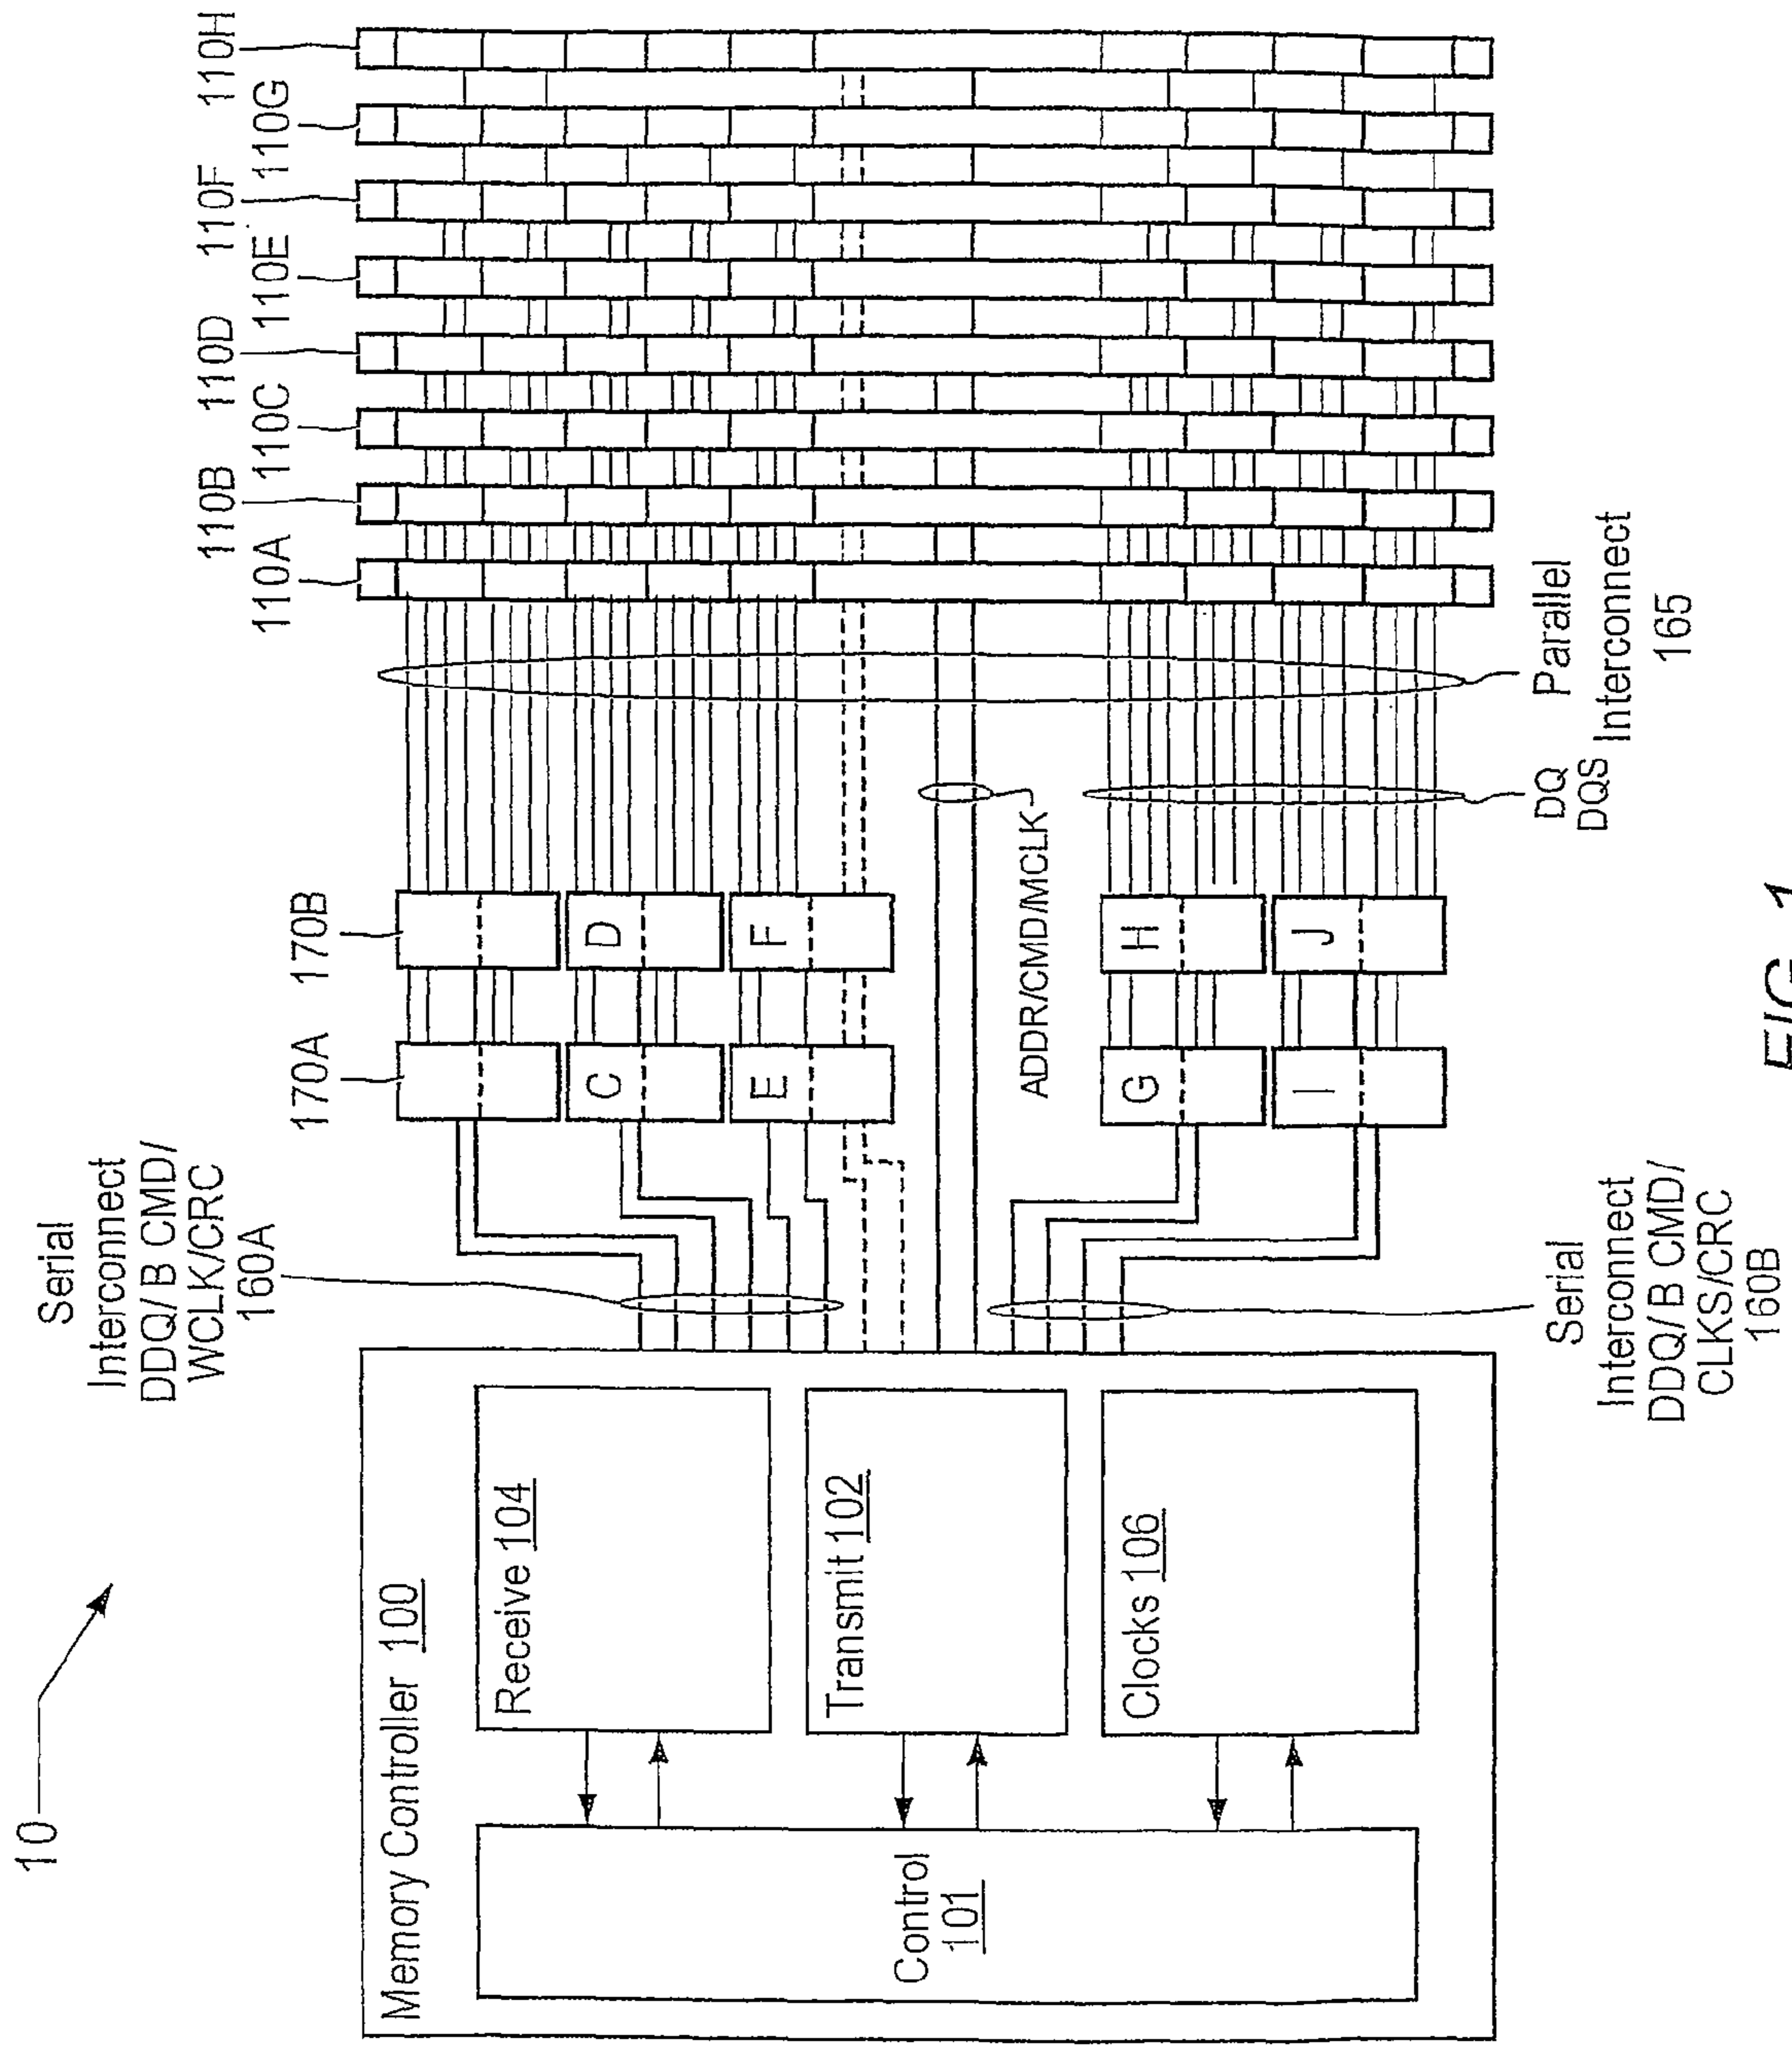 10
Serial
Interconnect
DDQ/ B CMD/
WCLK/CRC
160A
170A
170B
110A
110B
110C
110D
110E
110F
110G
110H
Memory Controller 100
Receive 104
Transmit 102
Clocks 106
Control
101
C
D
E
F
G
H
I
J
ADDR/CMD/MCLK
DQ
DQS
Parallel
Interconnect
165
Serial
Interconnect
DDQ/ B CMD/
CLKS/CRC
160B
FIG. 1